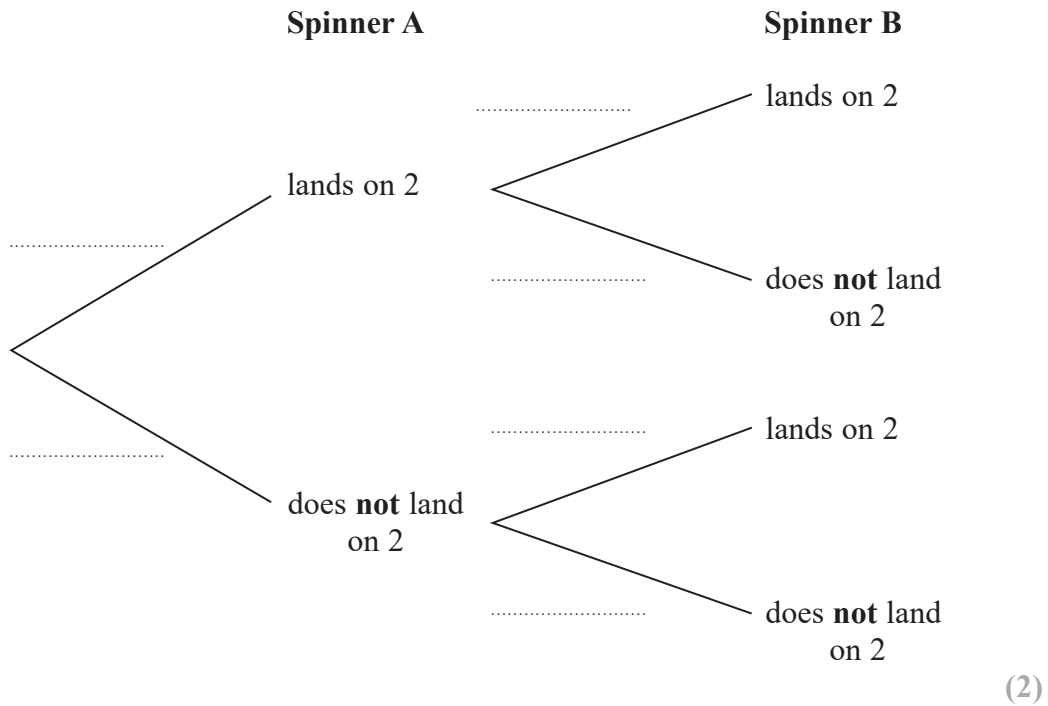 Spinner A
Spinner B
lands on 2
lands on 2
does not land
on 2
lands on 2
does not land
on 2
does not land
on 2
(2)